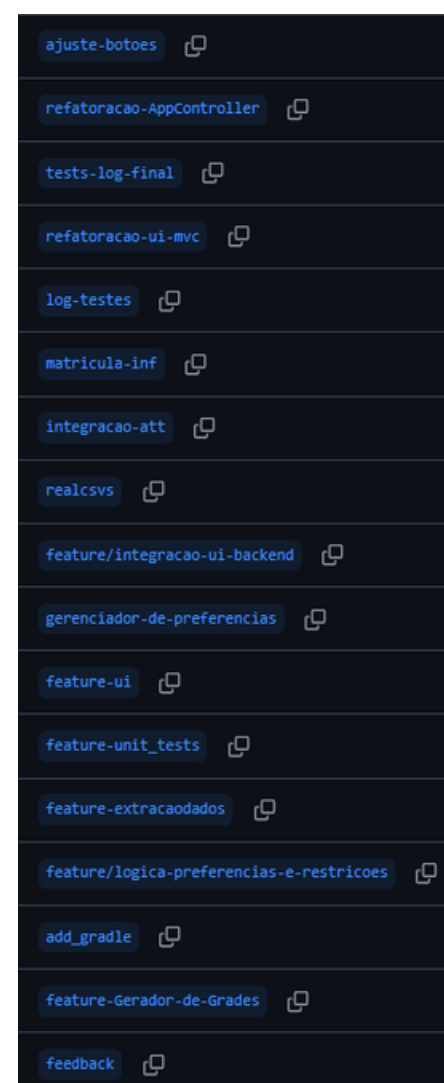 ajuste-botoes
refatoracao-AppController
tests-log-final
refatoracao-ui-mvc
log-testes
matricula-inf
integracao-att
realcsvs
feature/integracao-ui-backend
gerenciador-de-preferencias
feature-ui
feature-unit_tests
feature-extracaodados
feature/logica-preferencias-e-restricoes
add_gradle
feature-Gerador-de-Grades
feedback